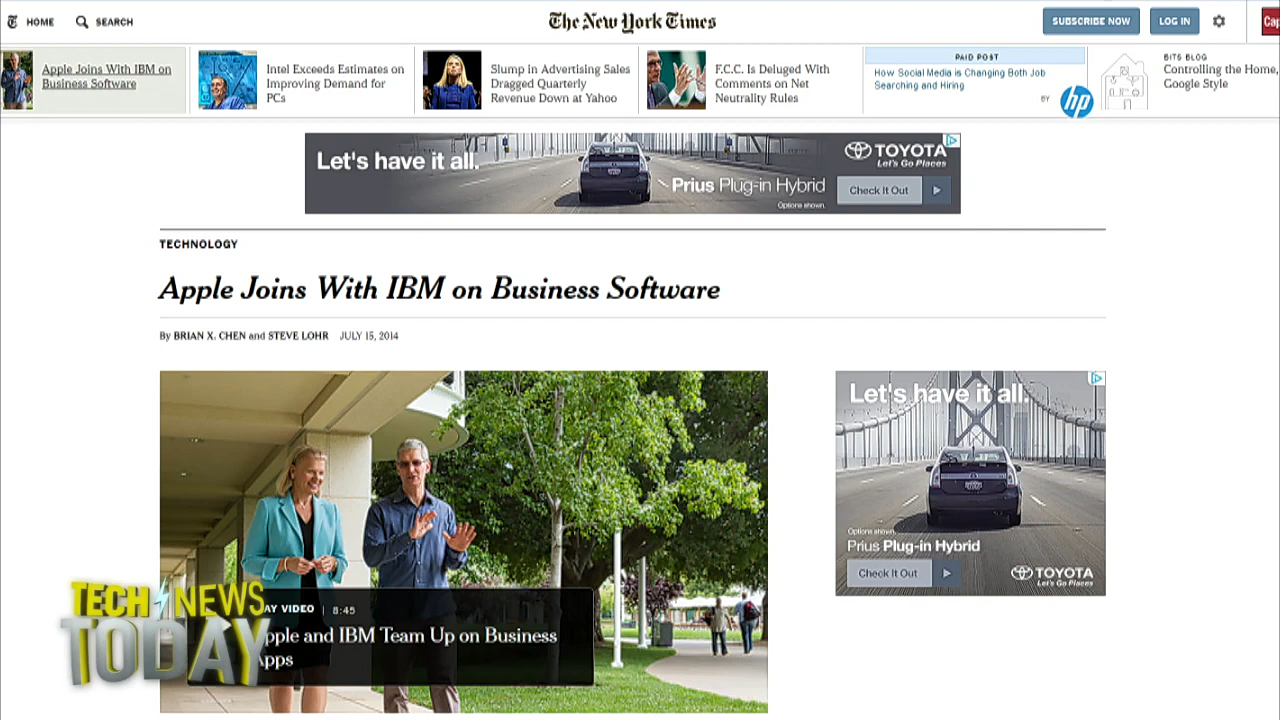 HOME
SEARCH
The New York Times
SUBSCRIBE NOW
LOG IN
Cap
Apple Joins With IBM on
Business Software
Intel Exceeds Estimates on
Improving Demand for
PCs
Slump in Advertising Sales
Dragged Quarterly
Revenue Down at Yahoo
F.C.C. Is Deluged With
Comments on Net
Neutrality Rules
PAID POST
How Social Media is Changing Both Job
Searching and Hiring
BY
hp
BITS BLOG
Controlling the Home,
Google Style
Let's have it all.
Prius Plug-in Hybrid
Options shown.
TOYOTA
Let's Go Places
Check It Out
TECHNOLOGY
Apple Joins With IBM on Business Software
By BRIAN X. CHEN and STEVE LOHR JULY 15, 2014
Let's have it all.
Options shown.
Prius Plug-in Hybrid
Check It Out
TOYOTA
Let's Go Places
AY VIDEO | 8:45
pple and IBM Team Up on Business
Apps
TECH NEWS
TODAY